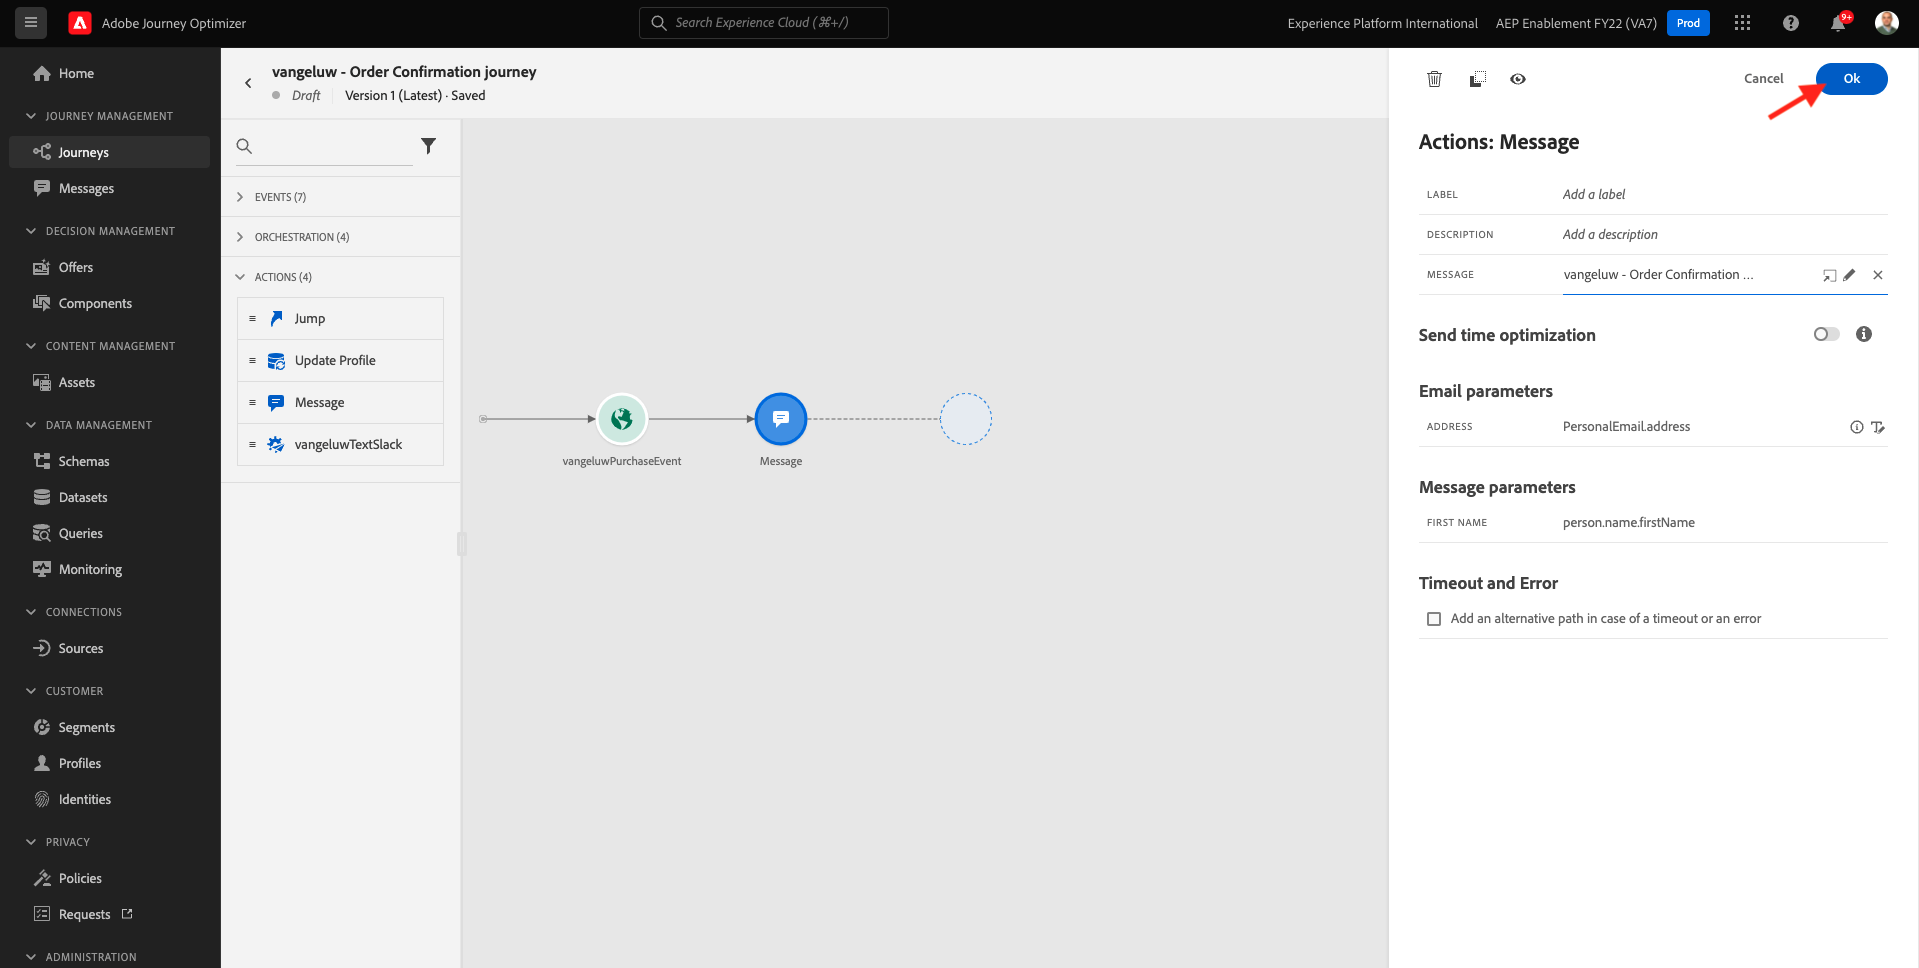 Adobe Journey Optimizer
Search Experience Cloud (⌘+/)
Experience Platform International
AEP Enablement FY22 (VA7)
Prod
9+
Home
JOURNEY MANAGEMENT
Journeys
Messages
DECISION MANAGEMENT
Offers
Components
CONTENT MANAGEMENT
Assets
DATA MANAGEMENT
Schemas
Datasets
Queries
Monitoring
CONNECTIONS
Sources
CUSTOMER
Segments
Profiles
Identities
PRIVACY
Policies
Requests
ADMINISTRATION
vangeluw - Order Confirmation journey
Draft
Version 1 (Latest) · Saved
EVENTS (7)
ORCHESTRATION (4)
ACTIONS (4)
Jump
Update Profile
Message
vangeluwTextSlack
vangeluwPurchaseEvent
Message
Cancel
Ok
Actions: Message
LABEL
Add a label
DESCRIPTION
Add a description
MESSAGE
vangeluw - Order Confirmation ...
Send time optimization
Email parameters
ADDRESS
PersonalEmail.address
Message parameters
FIRST NAME
person.name.firstName
Timeout and Error
Add an alternative path in case of a timeout or an error